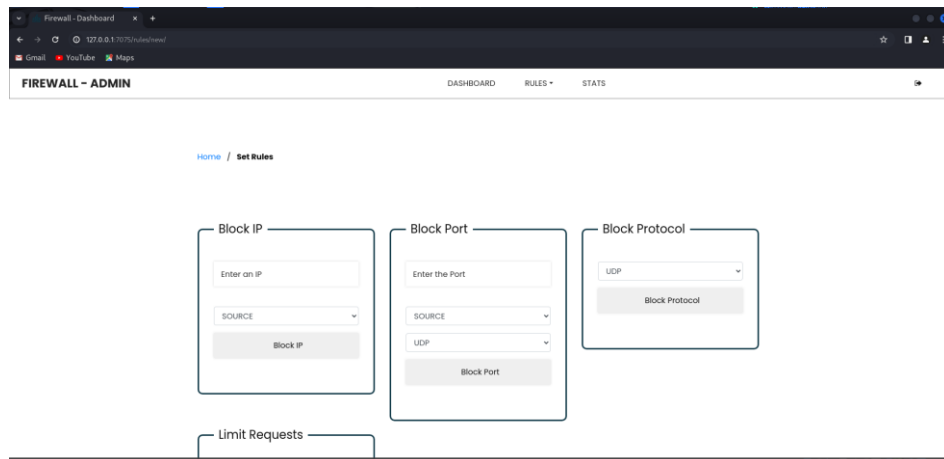 Firewall - Dashboard
127.0.0.1:7075/rules/new/
Gmail YouTube Maps
FIREWALL - ADMIN DASHBOARD RULES STATS
Home / Set Rules
Block IP
Enter an IP
SOURCE
Block IP
Block Port
Enter the Port
SOURCE
UDP
Block Port
Block Protocol
UDP
Block Protocol
Limit Requests